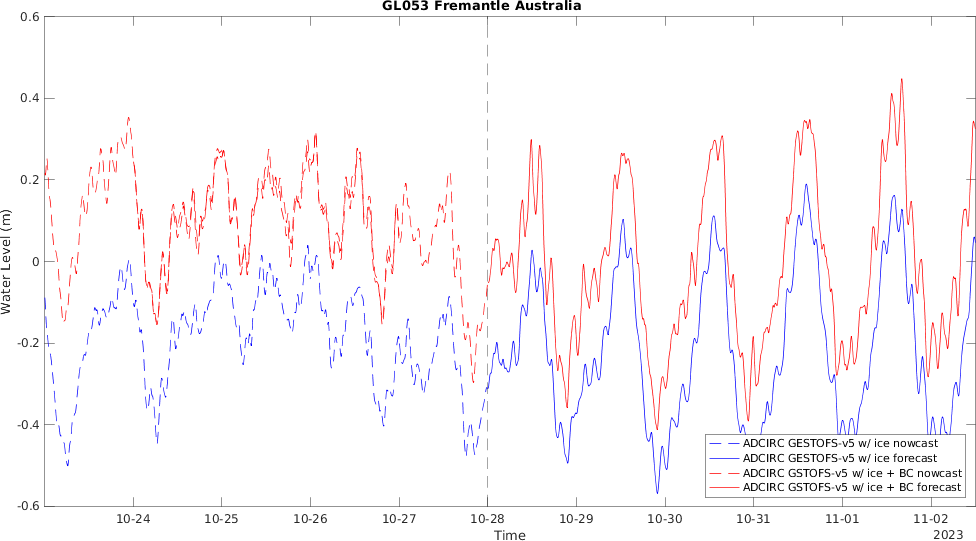 GL053 Fremantle Australia
0.6
0.4
0.2
0
-0.2
-0.4
-0.6
Water Level (m)
ADCIRC GESTOFS-v5 w/ ice nowcast
ADCIRC GESTOFS-v5 w/ ice forecast
ADCIRC GSTOFS-v5 w/ ice + BC nowcast
ADCIRC GSTOFS-v5 w/ ice + BC forecast
10-24 10-25 10-26 10-27 10-28 10-29 10-30 10-31 11-01 11-02
Time
2023